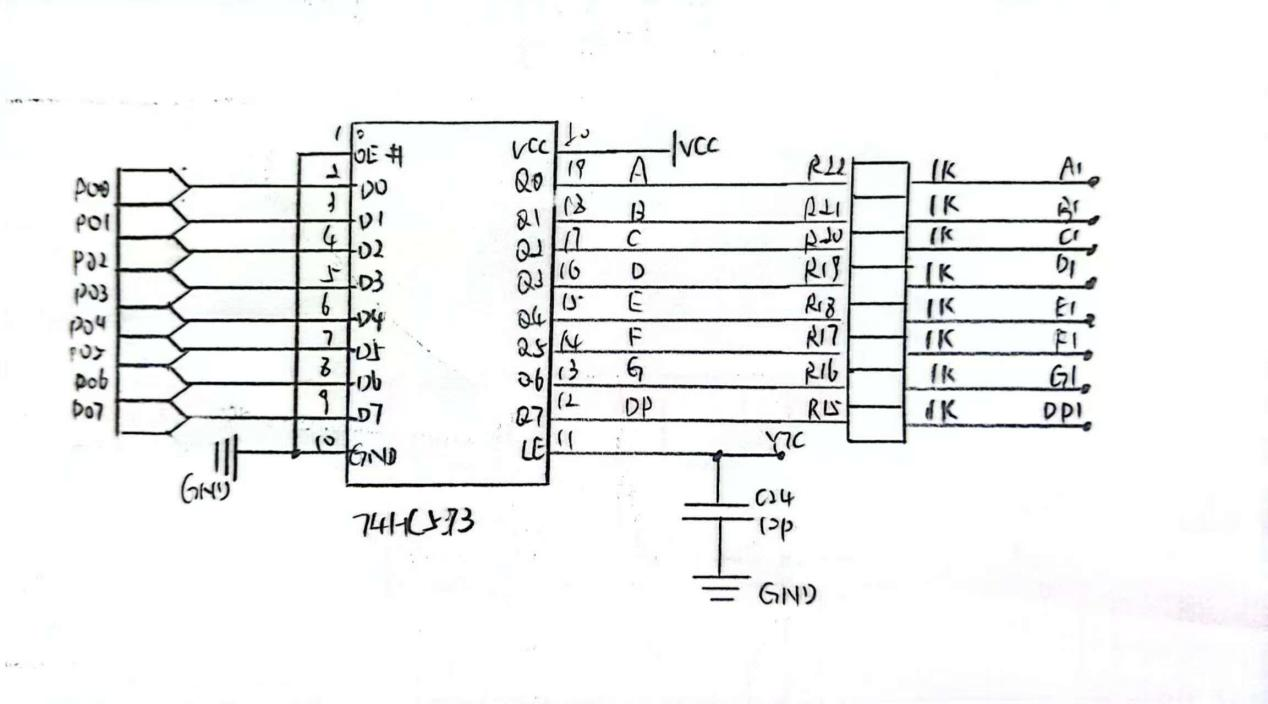 1 OE # VCC 20 VCC
P00 2 D0 Q0 19 A R22 1K A1
P01 3 D1 Q1 18 B R21 1K B1
P02 4 D2 Q2 17 C R20 1K C1
P03 5 D3 Q3 16 D R19 1K D1
P04 6 D4 Q4 15 E R18 1K E1
P05 7 D5 Q5 14 F R17 1K F1
P06 8 D6 Q6 13 G R16 1K G1
P07 9 D7 Q7 12 DP R15 1K DP1
GND 10 GND LE 11 Y7C
74HC573
C24
GND